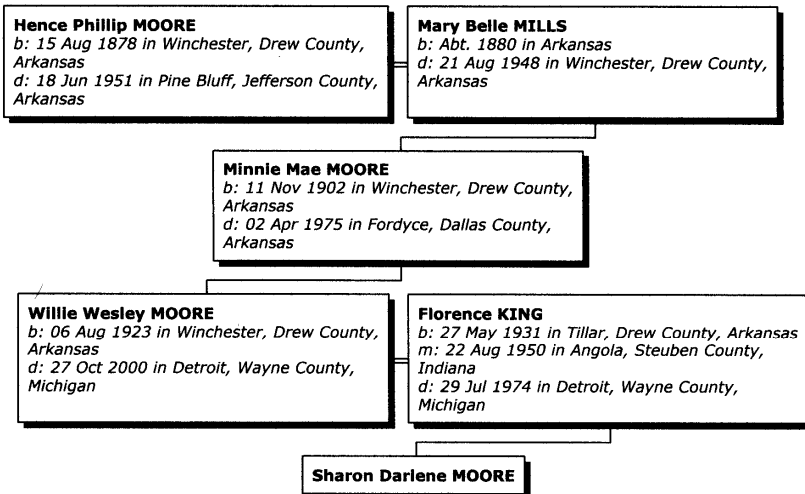 Hence Phillip MOORE
b: 15 Aug 1878 in Winchester, Drew County,
Arkansas
d: 18 Jun 1951 in Pine Bluff, Jefferson County,
Arkansas
Mary Belle MILLS
b: Abt. 1880 in Arkansas
d: 21 Aug 1948 in Winchester, Drew County,
Arkansas
Minnie Mae MOORE
b: 11 Nov 1902 in Winchester, Drew County,
Arkansas
d: 02 Apr 1975 in Fordyce, Dallas County,
Arkansas
Willie Wesley MOORE
b: 06 Aug 1923 in Winchester, Drew County,
Arkansas
d: 27 Oct 2000 in Detroit, Wayne County,
Michigan
Florence KING
b: 27 May 1931 in Tillar, Drew County, Arkansas
m: 22 Aug 1950 in Angola, Steuben County,
Indiana
d: 29 Jul 1974 in Detroit, Wayne County,
Michigan
Sharon Darlene MOORE